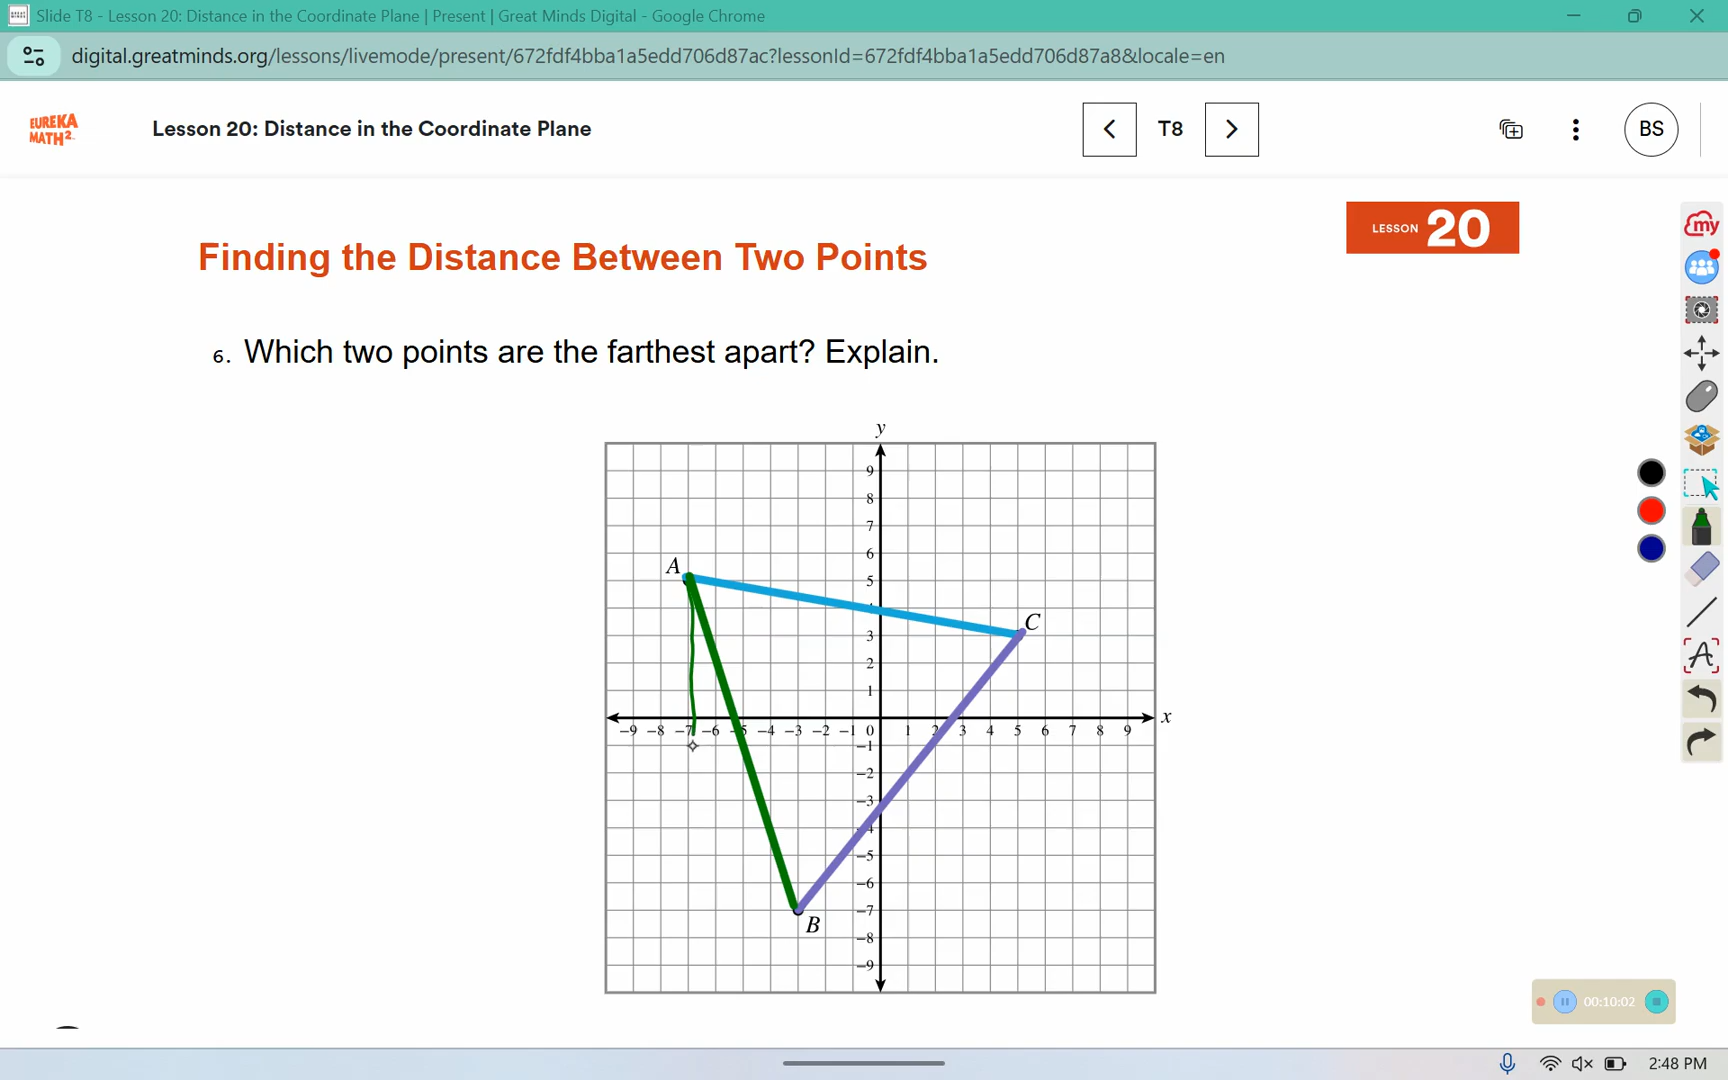 Slide T8 - Lesson 20: Distance in the Coordinate Plane | Present | Great Minds Digital - Google Chrome
digital.greatminds.org/lessons/livemode/present/672fdf4bba1a5edd706d87ac?lessonId=672fdf4bba1a5edd706d87a8&locale=en
EUREKA
MATH2
Lesson 20: Distance in the Coordinate Plane
T8
BS
LESSON 20
my
Finding the Distance Between Two Points
6. Which two points are the farthest apart? Explain.
y
9
8
7
6
A
5
C
3
2
1
x
-9 -8 -7 -6 -5 -4 -3 -2 -1 0 1 2 3 4 5 6 7 8 9
-1
-2
-3
4
-5
-6
-7
B
-8
-9
A
00:10:02
2:48 PM